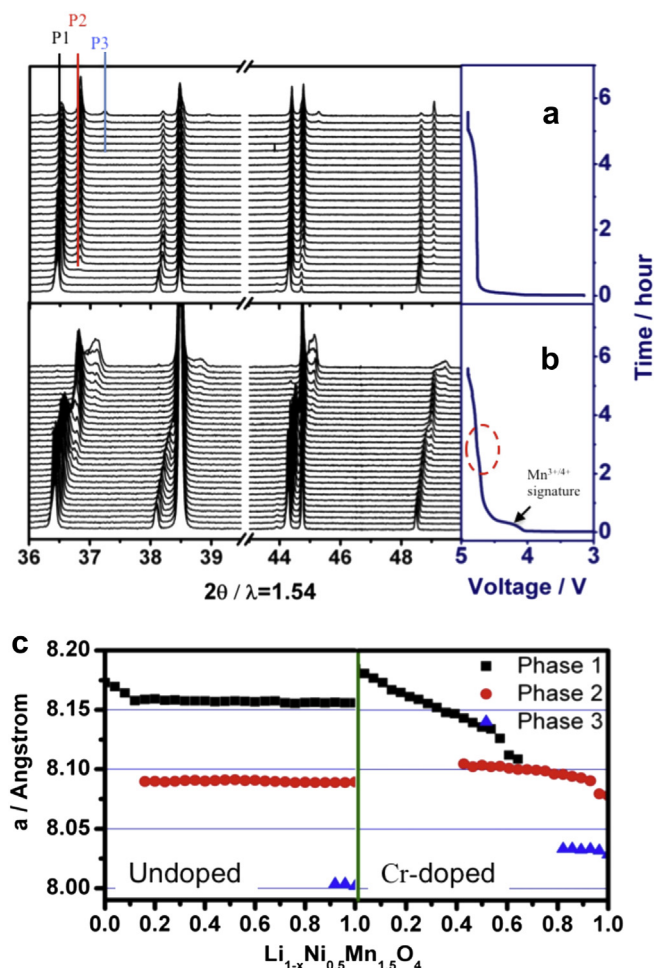 P1
P2
P3
a
6
4
2
0
b
6
4
2
0
Mn3+/4+
signature
Time / hour
36 37 38 39 44 46 48 5 4 3
2θ / λ=1.54
Voltage / V
c
8.20
8.15
8.10
8.05
8.00
a / Angstrom
Phase 1
Phase 2
Phase 3
Undoped
Cr-doped
0.0 0.2 0.4 0.6 0.8 1.0 0.2 0.4 0.6 0.8 1.0
Li1-xNi0.5Mn1.5O4